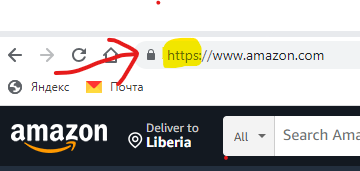 https://www.amazon.com
Яндекс Почта
amazon Deliver to All Search Ama
Liberia